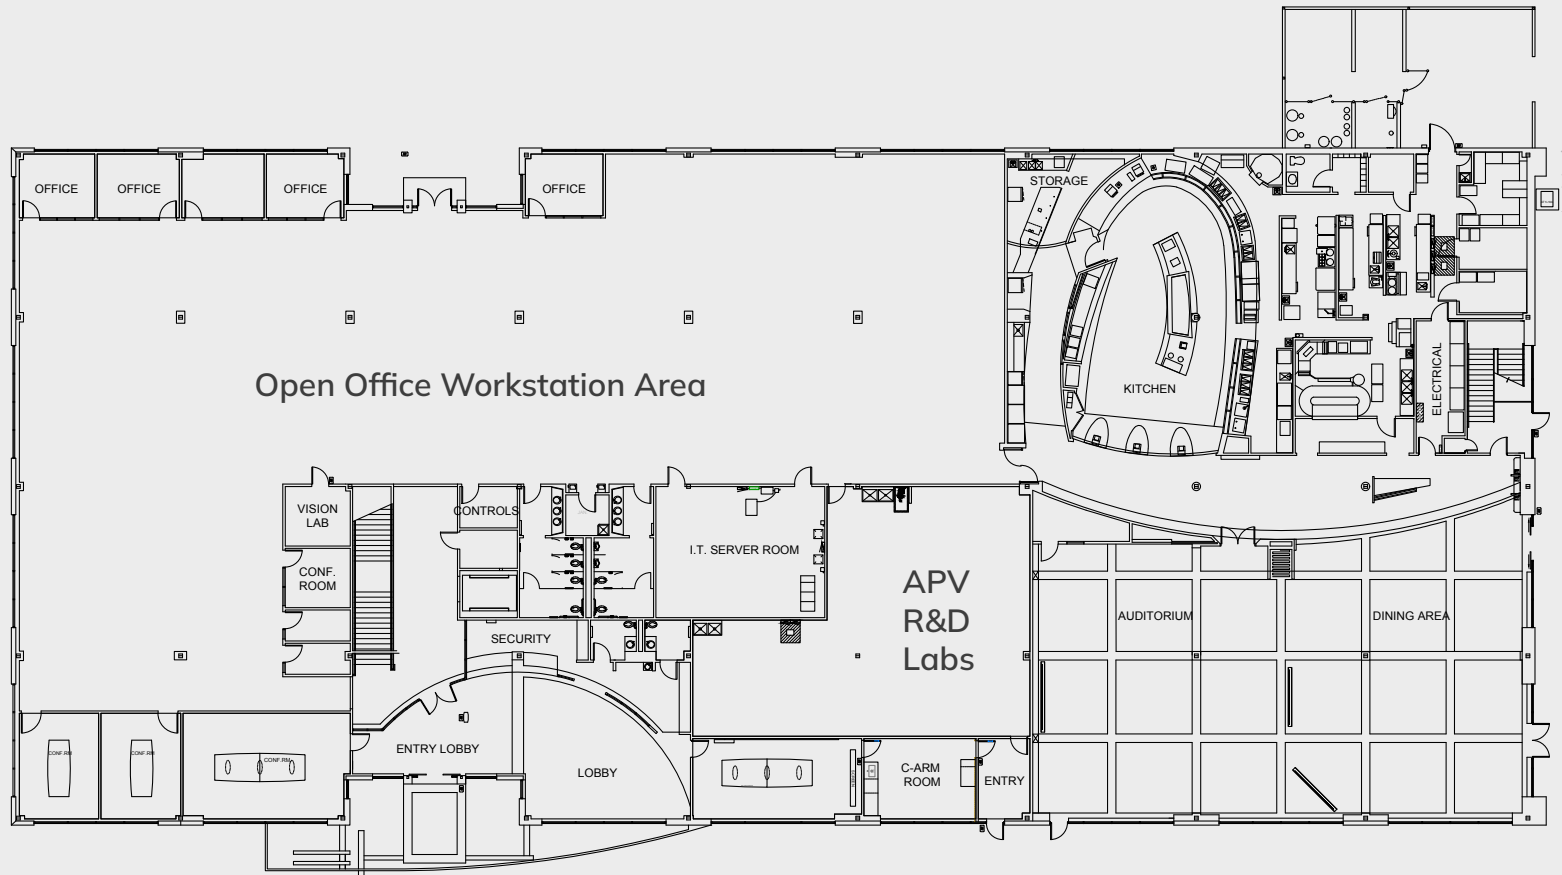 OFFICE
OFFICE
OFFICE
OFFICE
STORAGE
KITCHEN
ELECTRICAL
Open Office Workstation Area
VISION
LAB
CONTROLS
CONF.
ROOM
I.T. SERVER ROOM
APV
R&D
Labs
AUDITORIUM
DINING AREA
SECURITY
ENTRY LOBBY
LOBBY
CONF.RM
CONF.RM
CONF.RM
C-ARM
ROOM
ENTRY